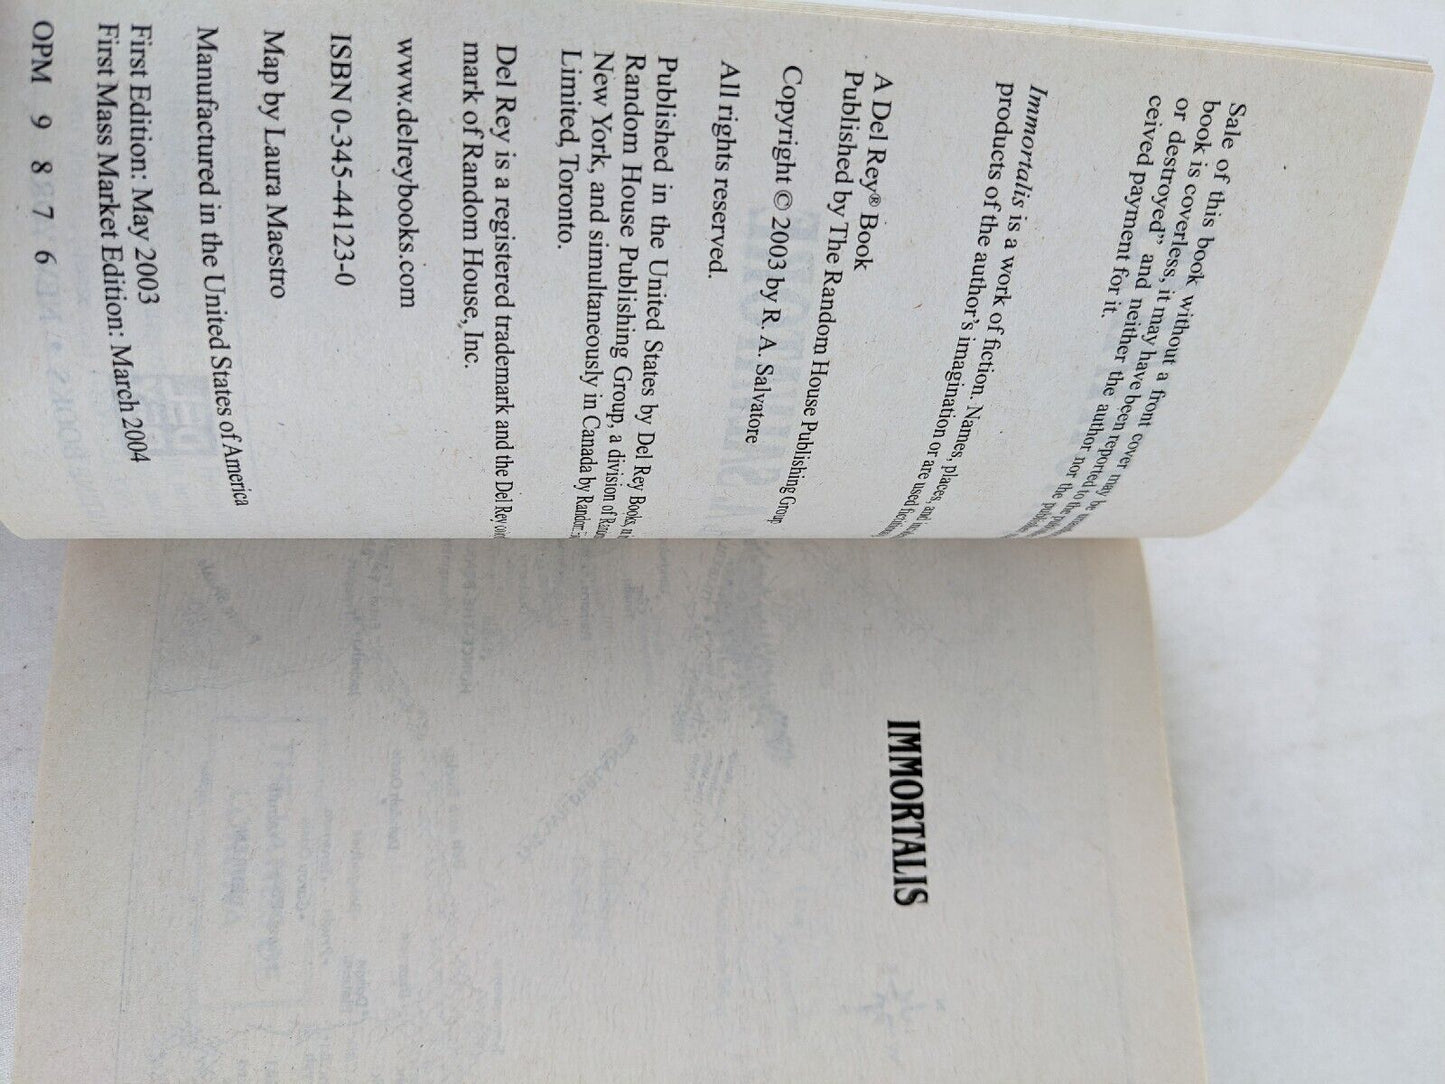 Sale of this book without a front cover may be
book is coverless, it may have been reported to the
or destroyed” and neither the author nor the
ceived payment for it.
Immortalis is a work of fiction. Names, places, and
products of the author's imagination or are used
A Del Rey® Book
Published by The Random House Publishing Group
Copyright © 2003 by R. A. Salvatore
All rights reserved.
Published in the United States by Del Rey Books,
Random House Publishing Group, a division of
New York, and simultaneously in Canada by Random
Limited, Toronto.
Del Rey is a registered trademark and the Del Rey
mark of Random House, Inc.
www.delreybooks.com
ISBN 0-345-44123-0
Map by Laura Maestro
Manufactured in the United States of America
First Edition: May 2003
First Mass Market Edition: March 2004
OPM 9 8 7 6
IMMORTALIS